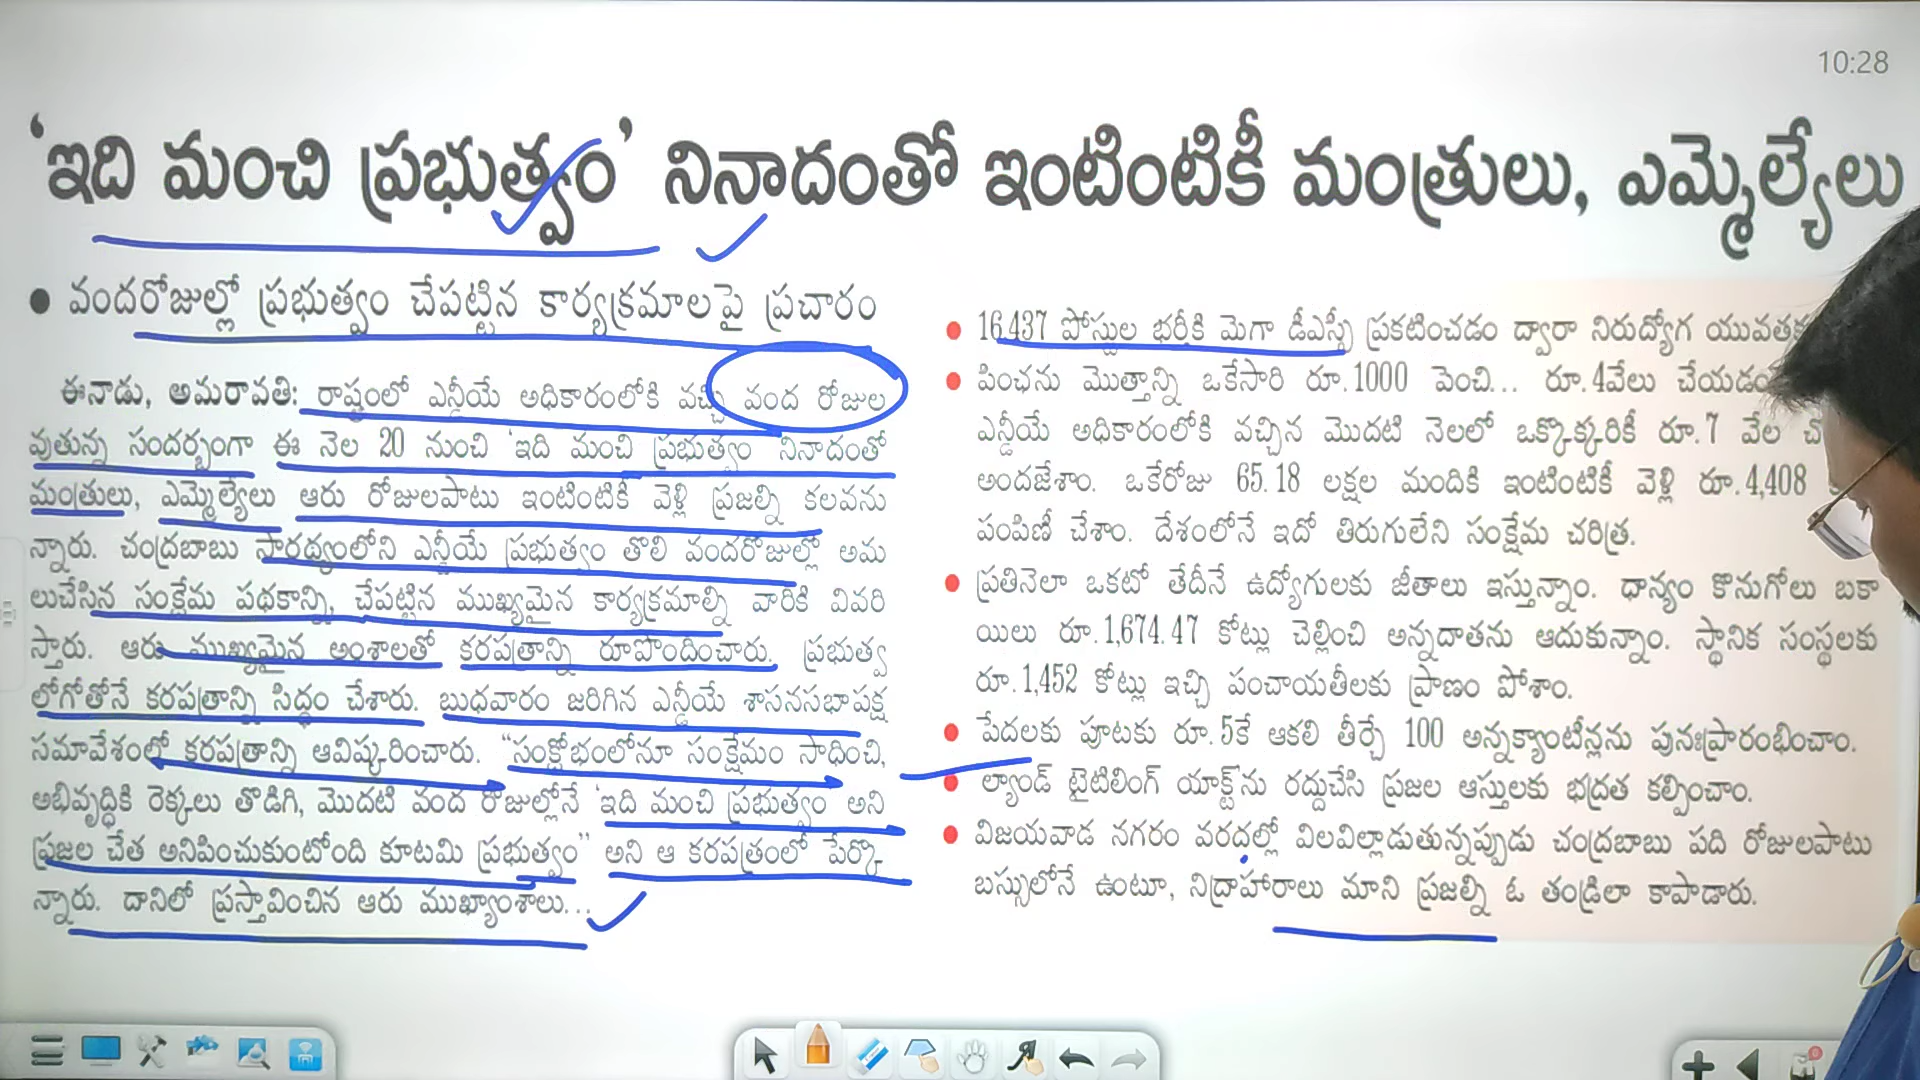 10:28
‘ఇది మంచి ప్రభుత్వం’ నినాదంతో ఇంటింటికీ మంత్రులు, ఎమ్మెల్యేలు
● వందరోజుల్లో ప్రభుత్వం చేపట్టిన కార్యక్రమాలపై ప్రచారం
ఈనాడు, అమరావతి: రాష్ట్రంలో ఎన్డీయే అధికారంలోకి వచ్చి వంద రోజుల
వుతున్న సందర్భంగా ఈ నెల 20 నుంచి ‘ఇది మంచి ప్రభుత్వం’ నినాదంతో
మంత్రులు, ఎమ్మెల్యేలు ఆరు రోజులపాటు ఇంటింటికీ వెళ్లి ప్రజల్ని కలవను
న్నారు. చంద్రబాబు సారథ్యంలోని ఎన్డీయే ప్రభుత్వం తొలి వందరోజుల్లో అమ
లుచేసిన సంక్షేమ పథకాన్ని, చేపట్టిన ముఖ్యమైన కార్యక్రమాల్ని వారికి వివరి
స్తారు. ఆరు ముఖ్యమైన అంశాలతో కరపత్రాన్ని రూపొందించారు. ప్రభుత్వ
లోగోతోనే కరపత్రాన్ని సిద్ధం చేశారు. బుధవారం జరిగిన ఎన్డీయే శాసనసభాపక్ష
సమావేశంలో కరపత్రాన్ని ఆవిష్కరించారు. “సంక్షోభంలోనూ సంక్షేమం సాధించి,
అభివృద్ధికి రెక్కలు తొడిగి, మొదటి వంద రోజుల్లోనే ‘ఇది మంచి ప్రభుత్వం’ అని
ప్రజల చేత అనిపించుకుంటోంది కూటమి ప్రభుత్వం” అని ఆ కరపత్రంలో పేర్కొ
న్నారు. దానిలో ప్రస్తావించిన ఆరు ముఖ్యాంశాలు...
● 16,437 పోస్టుల భర్తీకి మెగా డీఎస్సీ ప్రకటించడం ద్వారా నిరుద్యోగ
● పింఛను మొత్తాన్ని ఒకేసారి రూ.1000 పెంచి... రూ.4వేలు
ఎన్డీయే అధికారంలోకి వచ్చిన మొదటి నెలలో ఒక్కొక్కరికీ రూ.7 వేల
అందజేశాం. ఒకేరోజు 65.18 లక్షల మందికి ఇంటింటికీ వెళ్లి రూ.4,408
పంపిణీ చేశాం. దేశంలోనే ఇదో తిరుగులేని సంక్షేమ చరిత్ర.
● ప్రతినెలా ఒకటో తేదీనే ఉద్యోగులకు జీతాలు ఇస్తున్నాం. ధాన్యం కొనుగోలు బకా
యిలు రూ.1,674.47 కోట్లు చెల్లించి అన్నదాతను ఆదుకున్నాం. స్థానిక సంస్థలకు
రూ.1,452 కోట్లు ఇచ్చి పంచాయతీలకు ప్రాణం పోశాం.
● పేదలకు పూటకు రూ.5కే ఆకలి తీర్చే 100 అన్నక్యాంటీన్లను పునఃప్రారంభించాం.
● ల్యాండ్ టైటిలింగ్ యాక్ట్‌ను రద్దుచేసి ప్రజల ఆస్తులకు భద్రత కల్పించాం.
● విజయవాడ నగరం వరదల్లో విలవిల్లాడుతున్నప్పుడు చంద్రబాబు పది రోజులపాటు
బస్సులోనే ఉంటూ, నిద్రాహారాలు మాని ప్రజల్ని ఓ తండ్రిలా కాపాడారు.